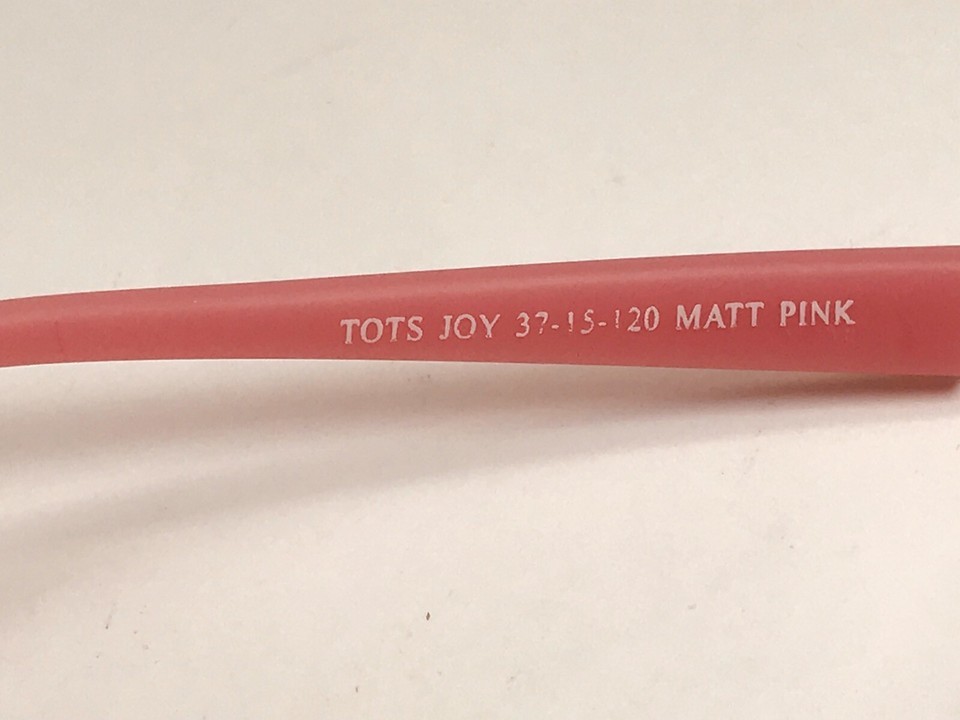 TOTS JOY 37-15-120 MATT PINK